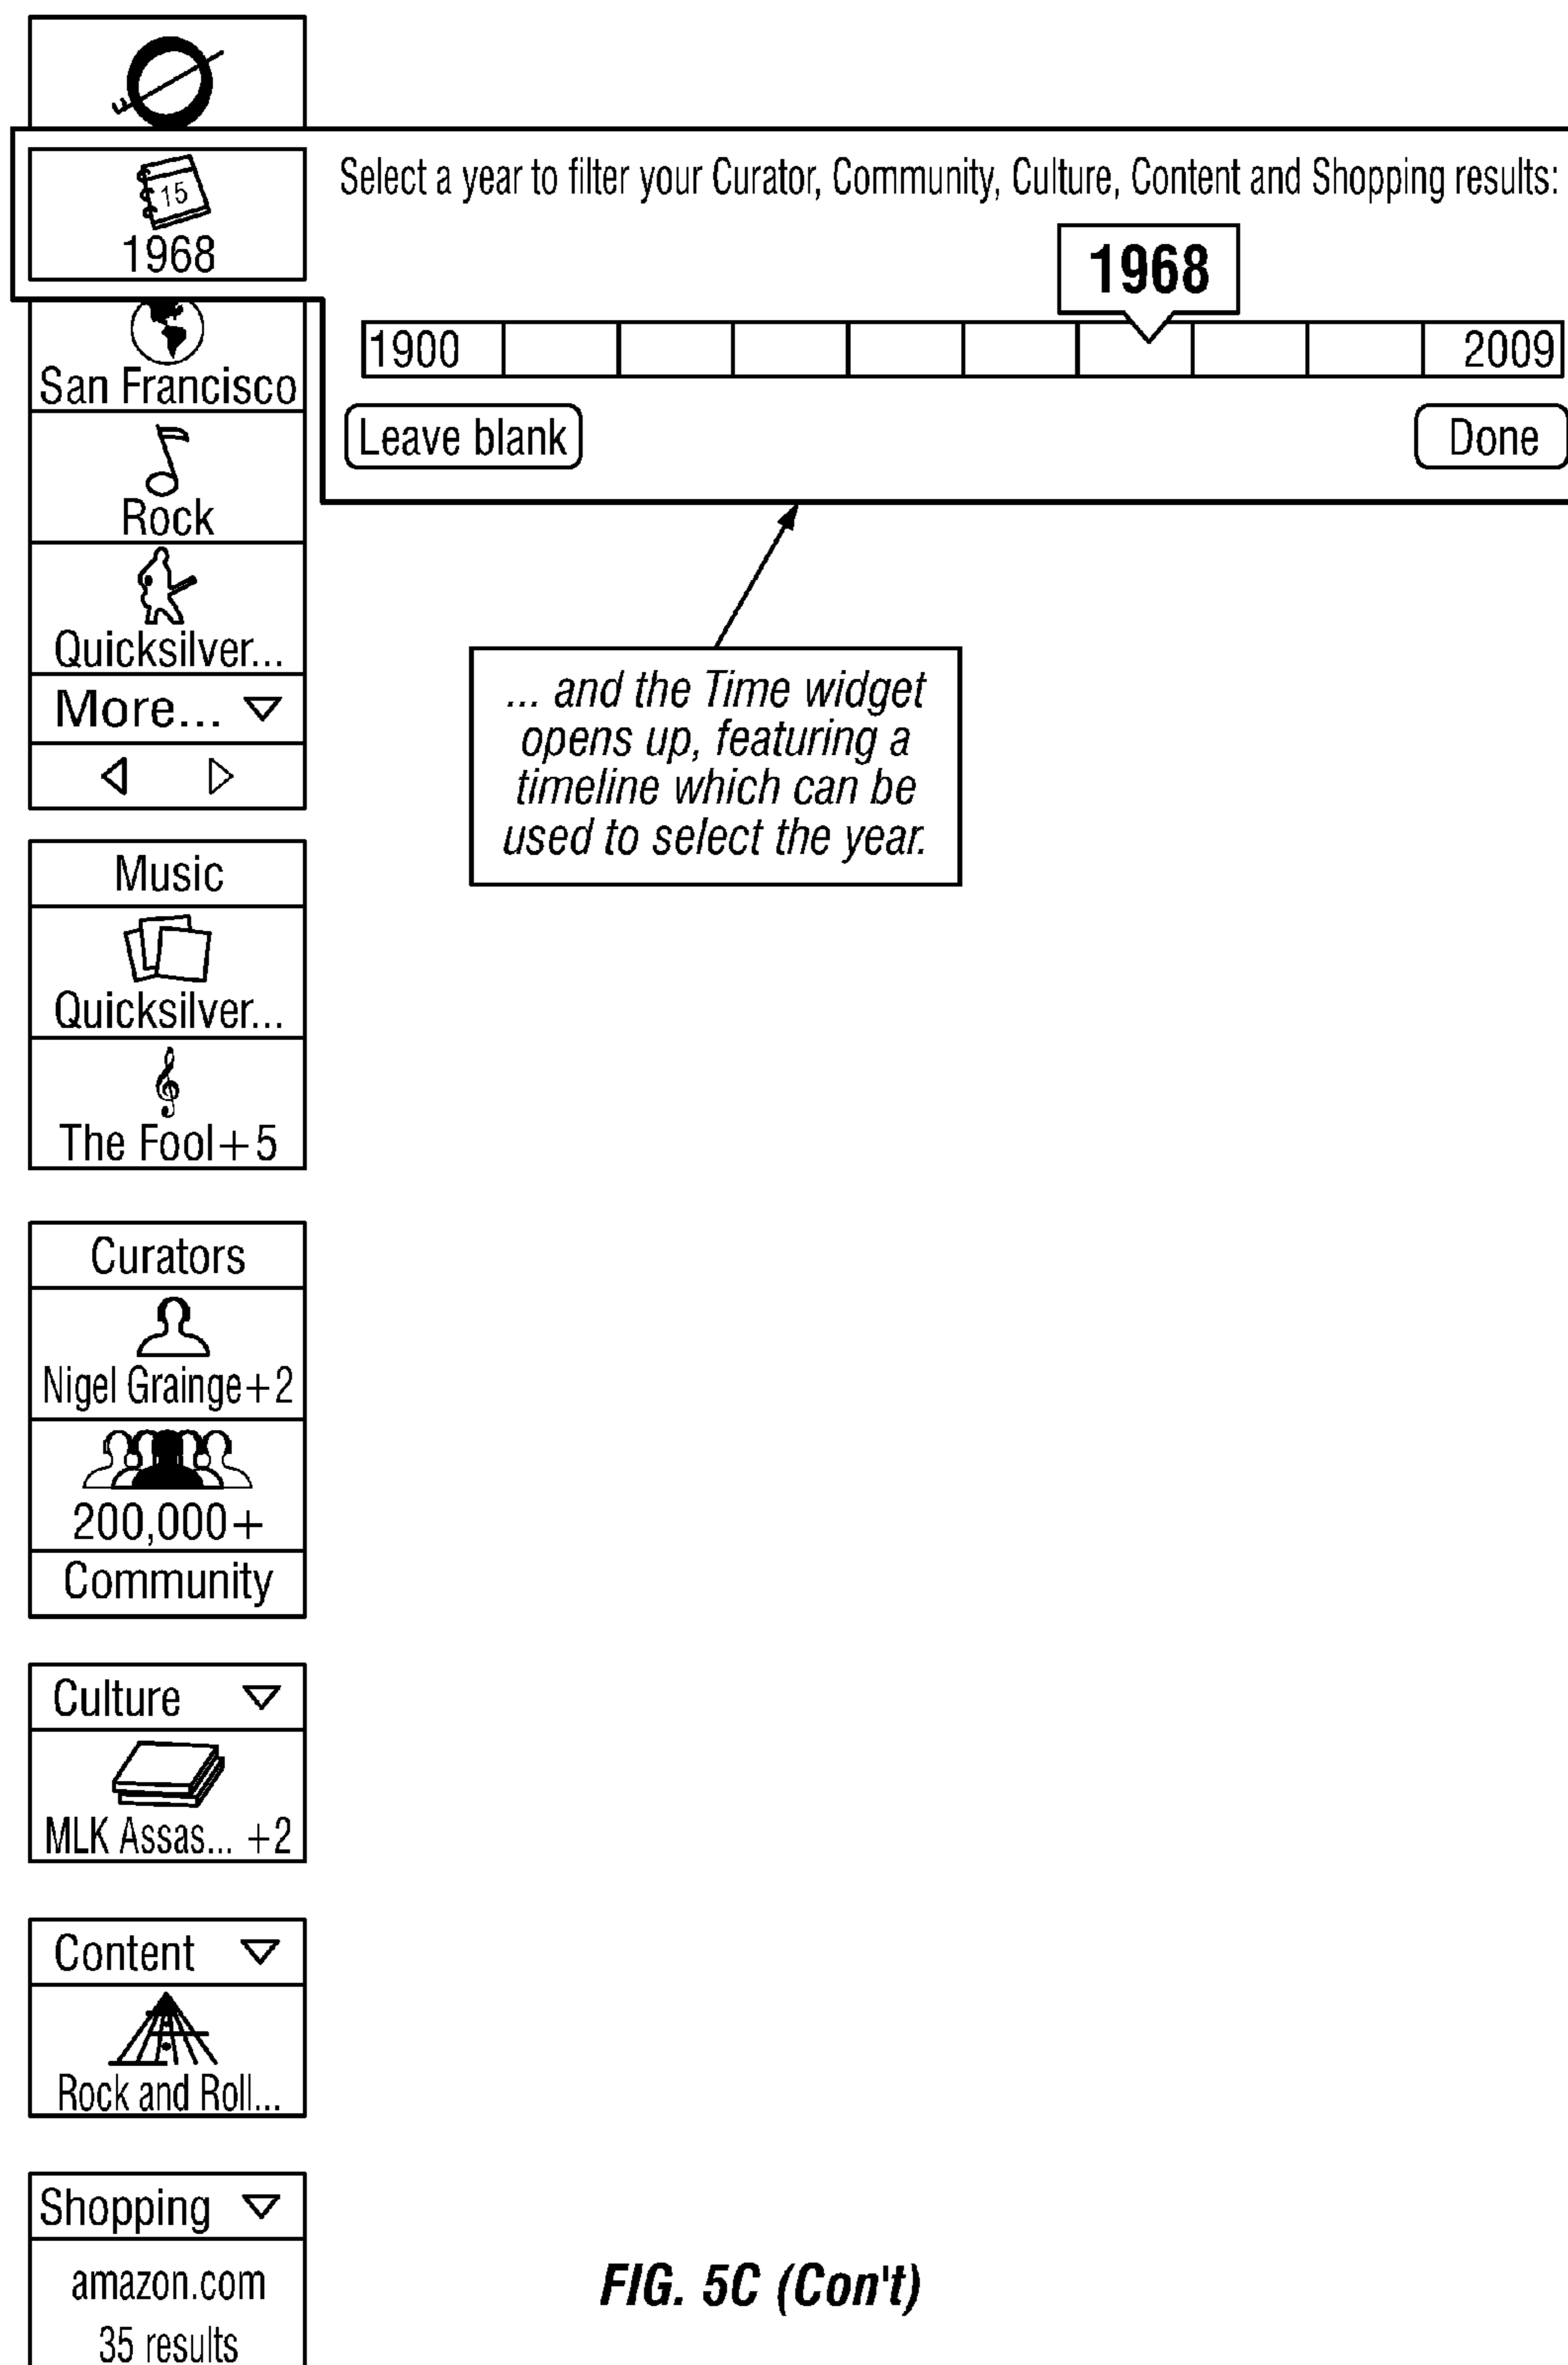 15
1968
Select a year to filter your Curator, Community, Culture, Content and Shopping results:
1968
1900
2009
Leave blank
Done
San Francisco
Rock
Quicksilver...
More...
... and the Time widget
opens up, featuring a
timeline which can be
used to select the year.
Music
Quicksilver...
The Fool+5
Curators
Nigel Grainge+2
200,000+
Community
Culture
MLK Assas... +2
Content
Rock and Roll...
Shopping
amazon.com
35 results
FIG. 5C (Con't)